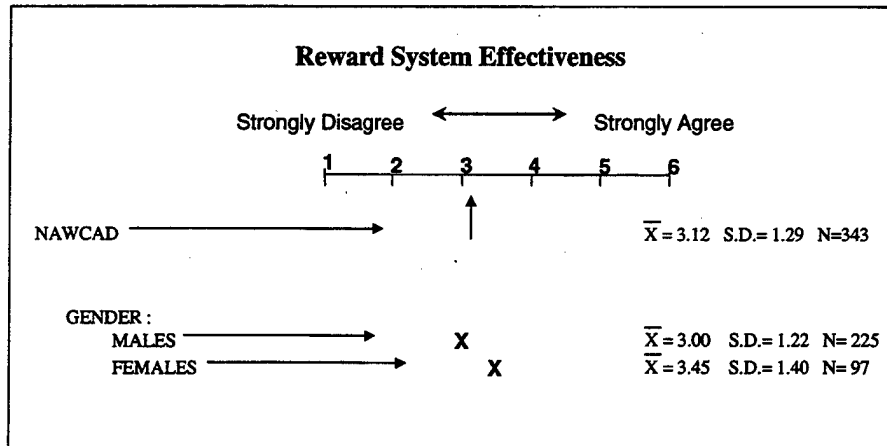 Reward System Effectiveness
Strongly Disagree Strongly Agree
1 2 3 4 5 6
NAWCAD X̅ = 3.12 S.D.= 1.29 N=343
GENDER :
MALES X X̅ = 3.00 S.D.= 1.22 N= 225
FEMALES X X̅ = 3.45 S.D.= 1.40 N= 97